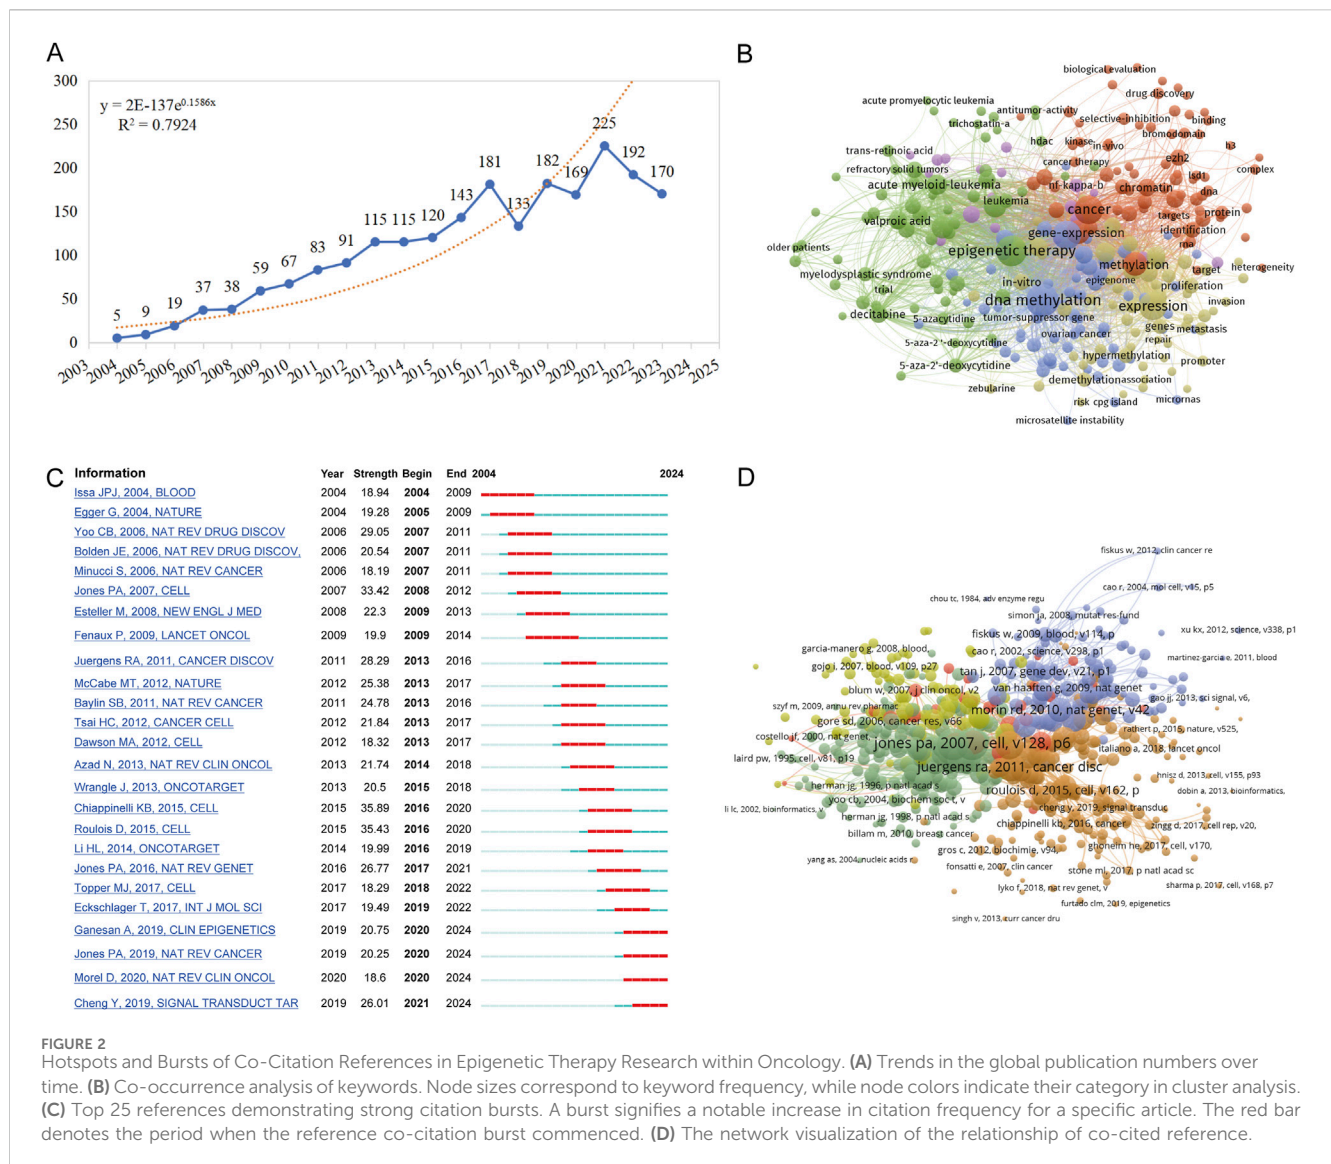 A
300
250
200
150
100
50
0
y = 2E-137e^0.1586x
R² = 0.7924
5
9
19
37
38
59
67
83
91
115
115
120
143
181
133
182
169
225
192
170
2003
2004
2005
2006
2007
2008
2009
2010
2011
2012
2013
2014
2015
2016
2017
2018
2019
2020
2021
2022
2023
2024
2025
B
biological evaluation
drug discovery
acute promyelocytic leukemia
antitumor-activity
selective-inhibition
binding
trichostatin-a
bromodomain
hdac
kinase
in-vivo
h3
trans-retinoic acid
cancer therapy
ezh2
complex
refractory solid tumors
lsd1
acute myeloid-leukemia
nf-kappa-b
chromatin
dna
leukemia
cancer
targets
protein
valproic acid
gene-expression
identification
rna
older patients
epigenetic therapy
methylation
target
heterogeneity
myelodysplastic syndrome
in-vitro
epigenome
proliferation
trial
dna methylation
expression
invasion
decitabine
5-azacytidine
tumor-suppressor gene
genes
metastasis
ovarian cancer
repair
5-aza-2'-deoxycytidine
hypermethylation
promoter
5-aza-2'-deoxycytidine
demethylation
association
zebularine
risk
cpg island
micrornas
microsatellite instability
C
Information Year Strength Begin End 2004 2024
Issa JPJ, 2004, BLOOD 2004 18.94 2004 2009
Egger G, 2004, NATURE 2004 19.28 2005 2009
Yoo CB, 2006, NAT REV DRUG DISCOV 2006 29.05 2007 2011
Bolden JE, 2006, NAT REV DRUG DISCOV, 2006 20.54 2007 2011
Minucci S, 2006, NAT REV CANCER 2006 18.19 2007 2011
Jones PA, 2007, CELL 2007 33.42 2008 2012
Esteller M, 2008, NEW ENGL J MED 2008 22.3 2009 2013
Fenaux P, 2009, LANCET ONCOL 2009 19.9 2009 2014
Juergens RA, 2011, CANCER DISCOV 2011 28.29 2013 2016
McCabe MT, 2012, NATURE 2012 25.38 2013 2017
Baylin SB, 2011, NAT REV CANCER 2011 24.78 2013 2016
Tsai HC, 2012, CANCER CELL 2012 21.84 2013 2017
Dawson MA, 2012, CELL 2012 18.32 2013 2017
Azad N, 2013, NAT REV CLIN ONCOL 2013 21.74 2014 2018
Wrangle J, 2013, ONCOTARGET 2013 20.5 2015 2018
Chiappinelli KB, 2015, CELL 2015 35.89 2016 2020
Roulois D, 2015, CELL 2015 35.43 2016 2020
Li HL, 2014, ONCOTARGET 2014 19.99 2016 2019
Jones PA, 2016, NAT REV GENET 2016 26.77 2017 2021
Topper MJ, 2017, CELL 2017 18.29 2018 2022
Eckschlager T, 2017, INT J MOL SCI 2017 19.49 2019 2022
Ganesan A, 2019, CLIN EPIGENETICS 2019 20.75 2020 2024
Jones PA, 2019, NAT REV CANCER 2019 20.25 2020 2024
Morel D, 2020, NAT REV CLIN ONCOL 2020 18.6 2020 2024
Cheng Y, 2019, SIGNAL TRANSDUCT TAR 2019 26.01 2021 2024
D
fiskus w, 2012, clin cancer re
cao r, 2004, mol cell, v15, p5
chou tc, 1984, adv enzyme regu
simon ja, 2008, mutat res-fund
fiskus w, 2009, blood, v114, p
xu kx, 2012, science, v338, p1
garcia-manero g, 2008, blood,
cao r, 2002, science, v298, p1
martinez-garcia e, 2011, blood
gojo i, 2007, blood, v109, p27
tan j, 2007, gene dev, v21, p1
blum w, 2007, j clin oncol, v2
van haaften g, 2009, nat genet
gao jj, 2013, sci signal, v6,
szyf m, 2009, annu rev pharmac
morin rd, 2010, nat genet, v42
gore sd, 2006, cancer res, v66
rathert p, 2015, nature, v525,
costello jf, 2000, nat genet,
jones pa, 2007, cell, v128, p6
italiano a, 2018, lancet oncol
laird pw, 1995, cell, v81, p19
juergens ra, 2011, cancer disc
hnisz d, 2013, cell, v155, p93
herman jg, 1996, p natl acad s
roulois d, 2015, cell, v162, p
dobin a, 2013, bioinformatics,
yoo cb, 2004, biochem soc t, v
li lc, 2002, bioinformatics, v
cheng y, 2019, signal transduc
herman jg, 1998, p natl acad s
chiappinelli kb, 2016, cancer
zingg d, 2017, cell rep, v20,
billam m, 2010, breast cancer
ghoneim he, 2017, cell, v170,
gros c, 2012, biochimie, v94,
yang as, 2004, nucleic acids r
fonsatti e, 2007, clin cancer
stone ml, 2017, p natl acad sc
lyko f, 2018, nat rev genet, v
sharma p, 2017, cell, v168, p7
furtado clm, 2019, epigenetics
singh v, 2013, curr cancer dru
FIGURE 2
Hotspots and Bursts of Co-Citation References in Epigenetic Therapy Research within Oncology. (A) Trends in the global publication numbers over
time. (B) Co-occurrence analysis of keywords. Node sizes correspond to keyword frequency, while node colors indicate their category in cluster analysis.
(C) Top 25 references demonstrating strong citation bursts. A burst signifies a notable increase in citation frequency for a specific article. The red bar
denotes the period when the reference co-citation burst commenced. (D) The network visualization of the relationship of co-cited reference.